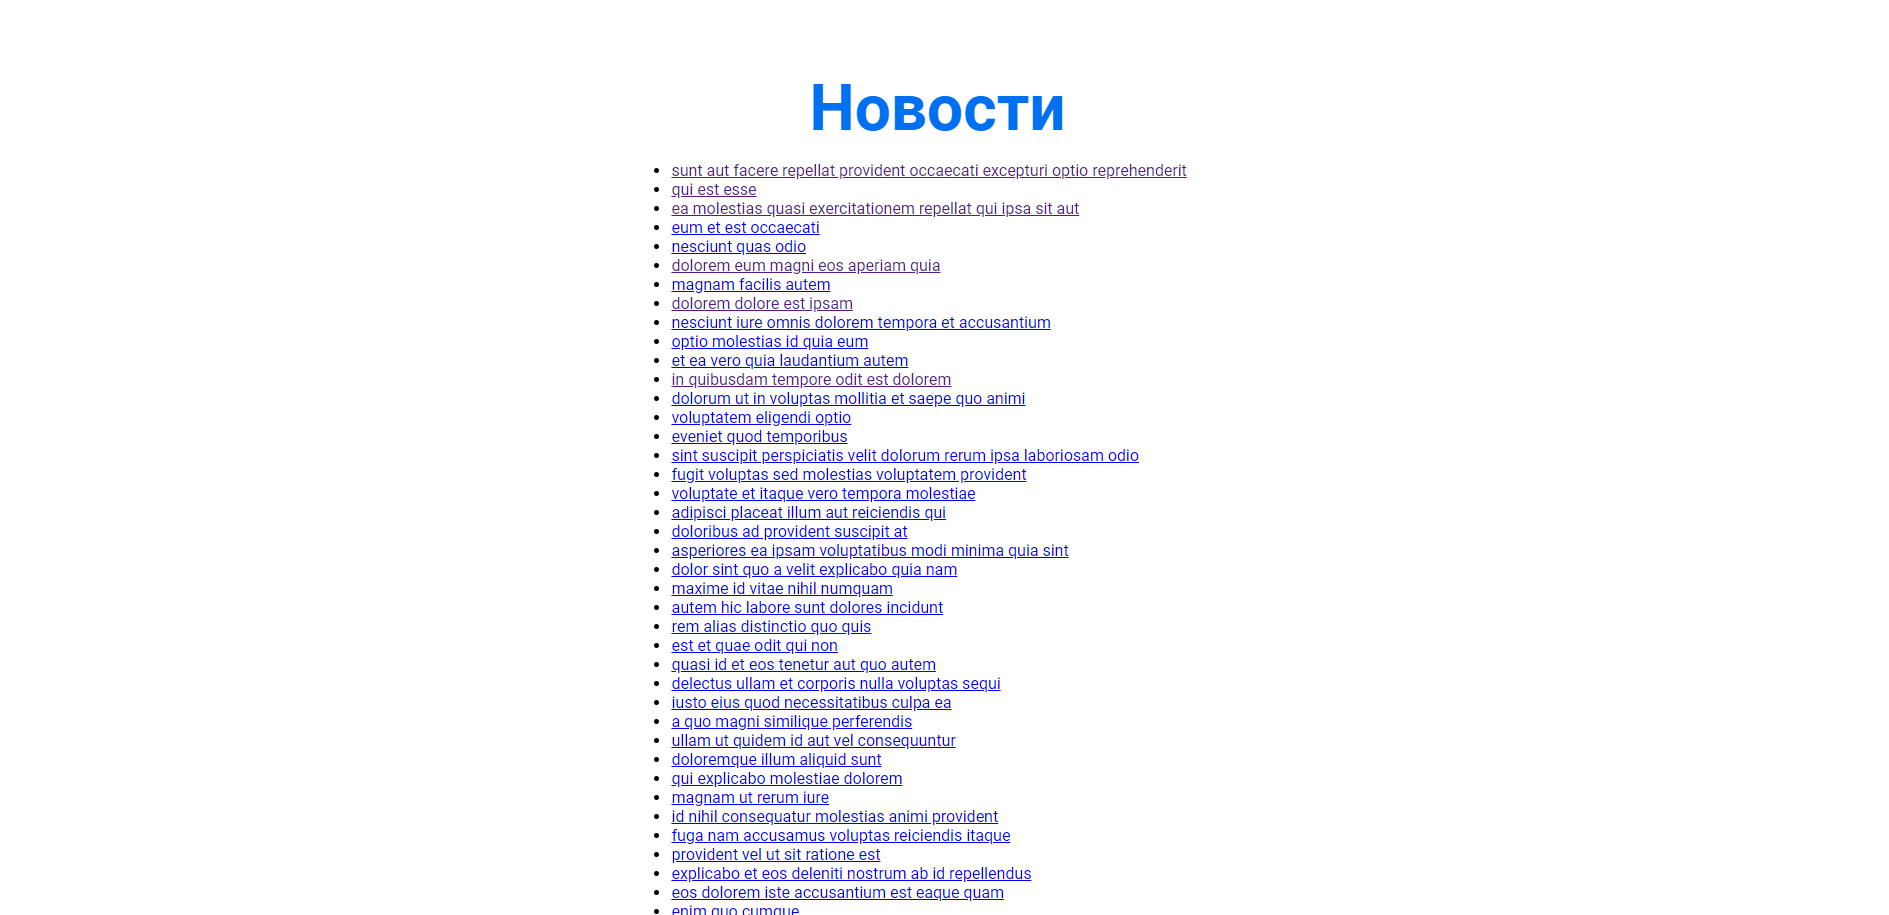 Новости
sunt aut facere repellat provident occaecati excepturi optio reprehenderit
qui est esse
ea molestias quasi exercitationem repellat qui ipsa sit aut
eum et est occaecati
nesciunt quas odio
dolorem eum magni eos aperiam quia
magnam facilis autem
dolorem dolore est ipsam
nesciunt iure omnis dolorem tempora et accusantium
optio molestias id quia eum
et ea vero quia laudantium autem
in quibusdam tempore odit est dolorem
dolorum ut in voluptas mollitia et saepe quo animi
voluptatem eligendi optio
eveniet quod temporibus
sint suscipit perspiciatis velit dolorum rerum ipsa laboriosam odio
fugit voluptas sed molestias voluptatem provident
voluptate et itaque vero tempora molestiae
adipisci placeat illum aut reiciendis qui
doloribus ad provident suscipit at
asperiores ea ipsam voluptatibus modi minima quia sint
dolor sint quo a velit explicabo quia nam
maxime id vitae nihil numquam
autem hic labore sunt dolores incidunt
rem alias distinctio quo quis
est et quae odit qui non
quasi id et eos tenetur aut quo autem
delectus ullam et corporis nulla voluptas sequi
iusto eius quod necessitatibus culpa ea
a quo magni similique perferendis
ullam ut quidem id aut vel consequuntur
doloremque illum aliquid sunt
qui explicabo molestiae dolorem
magnam ut rerum iure
id nihil consequatur molestias animi provident
fuga nam accusamus voluptas reiciendis itaque
provident vel ut sit ratione est
explicabo et eos deleniti nostrum ab id repellendus
eos dolorem iste accusantium est eaque quam
enim quo cumque